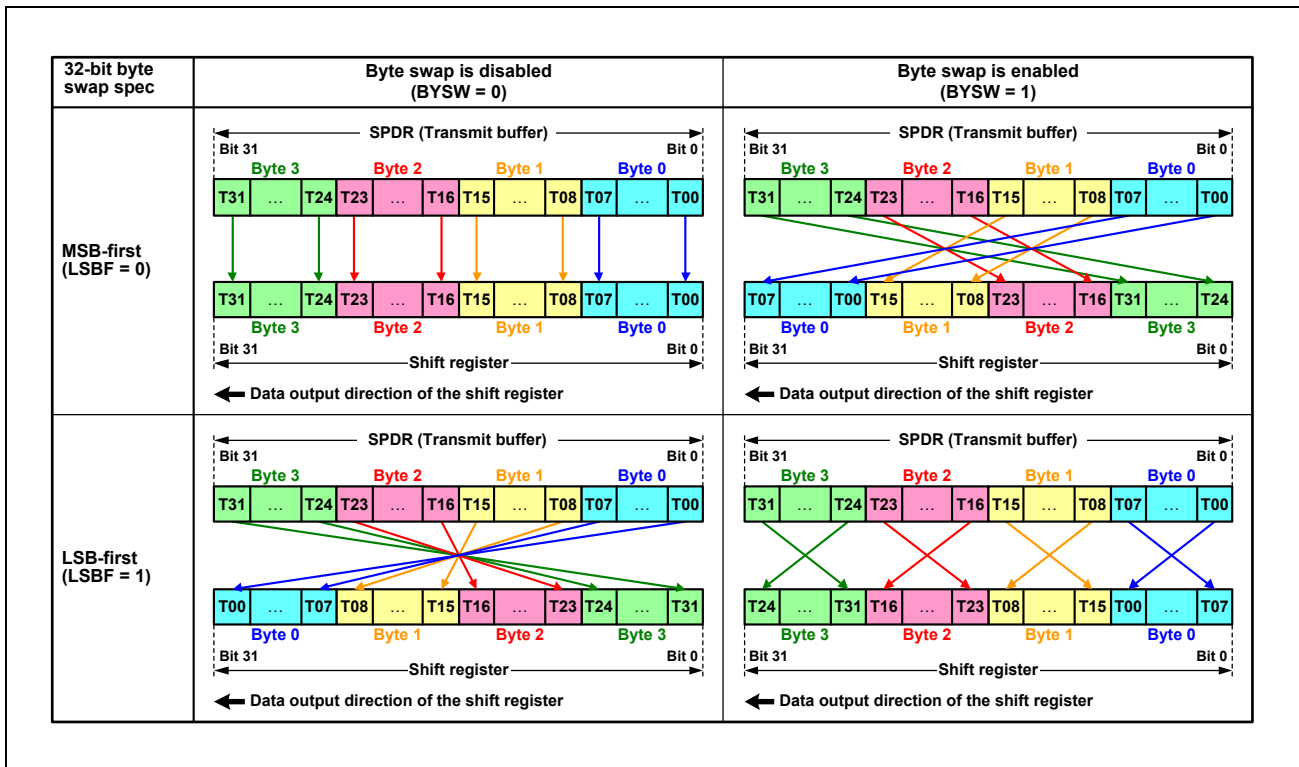 32-bit byte swap spec
Byte swap is disabled
(BYSW = 0)
Byte swap is enabled
(BYSW = 1)
MSB-first
(LSBF = 0)
SPDR (Transmit buffer)
Bit 31 Bit 0
Byte 3 Byte 2 Byte 1 Byte 0
T31 ... T24 T23 ... T16 T15 ... T08 T07 ... T00
T31 ... T24 T23 ... T16 T15 ... T08 T07 ... T00
Byte 3 Byte 2 Byte 1 Byte 0
Bit 31 Bit 0
Shift register
Data output direction of the shift register
SPDR (Transmit buffer)
Bit 31 Bit 0
Byte 3 Byte 2 Byte 1 Byte 0
T31 ... T24 T23 ... T16 T15 ... T08 T07 ... T00
T07 ... T00 T15 ... T08 T23 ... T16 T31 ... T24
Byte 0 Byte 1 Byte 2 Byte 3
Bit 31 Bit 0
Shift register
Data output direction of the shift register
LSB-first
(LSBF = 1)
SPDR (Transmit buffer)
Bit 31 Bit 0
Byte 3 Byte 2 Byte 1 Byte 0
T31 ... T24 T23 ... T16 T15 ... T08 T07 ... T00
T00 ... T07 T08 ... T15 T16 ... T23 T24 ... T31
Byte 0 Byte 1 Byte 2 Byte 3
Bit 31 Bit 0
Shift register
Data output direction of the shift register
SPDR (Transmit buffer)
Bit 31 Bit 0
Byte 3 Byte 2 Byte 1 Byte 0
T31 ... T24 T23 ... T16 T15 ... T08 T07 ... T00
T24 ... T31 T16 ... T23 T08 ... T15 T00 ... T07
Byte 3 Byte 2 Byte 1 Byte 0
Bit 31 Bit 0
Shift register
Data output direction of the shift register